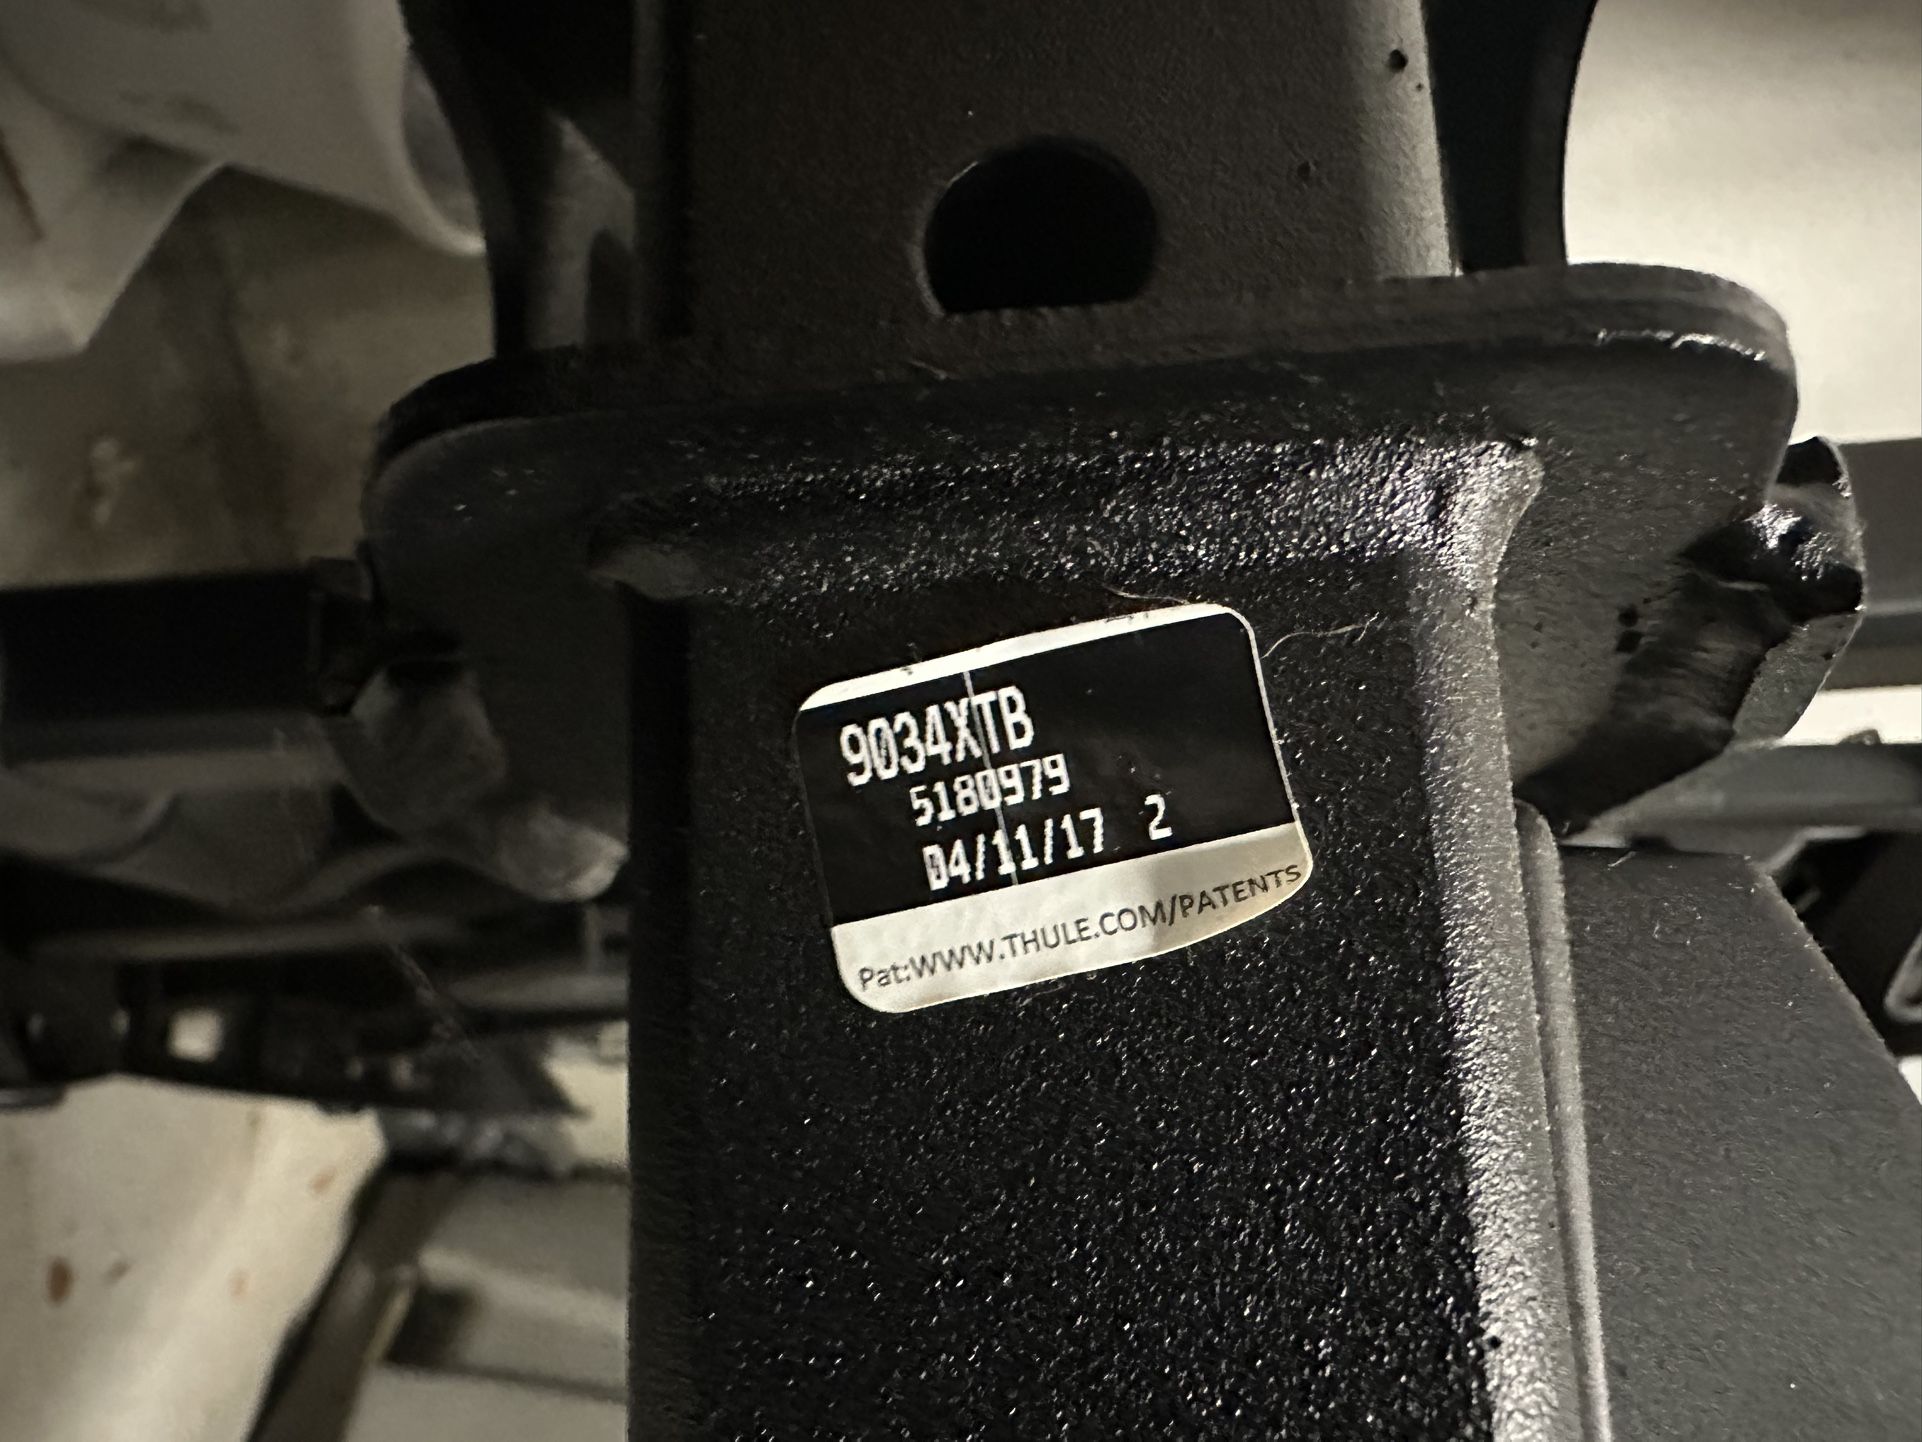 9034XTB
5180979
04/11/17 2
Pat:WWW.THULE.COM/PATENTS